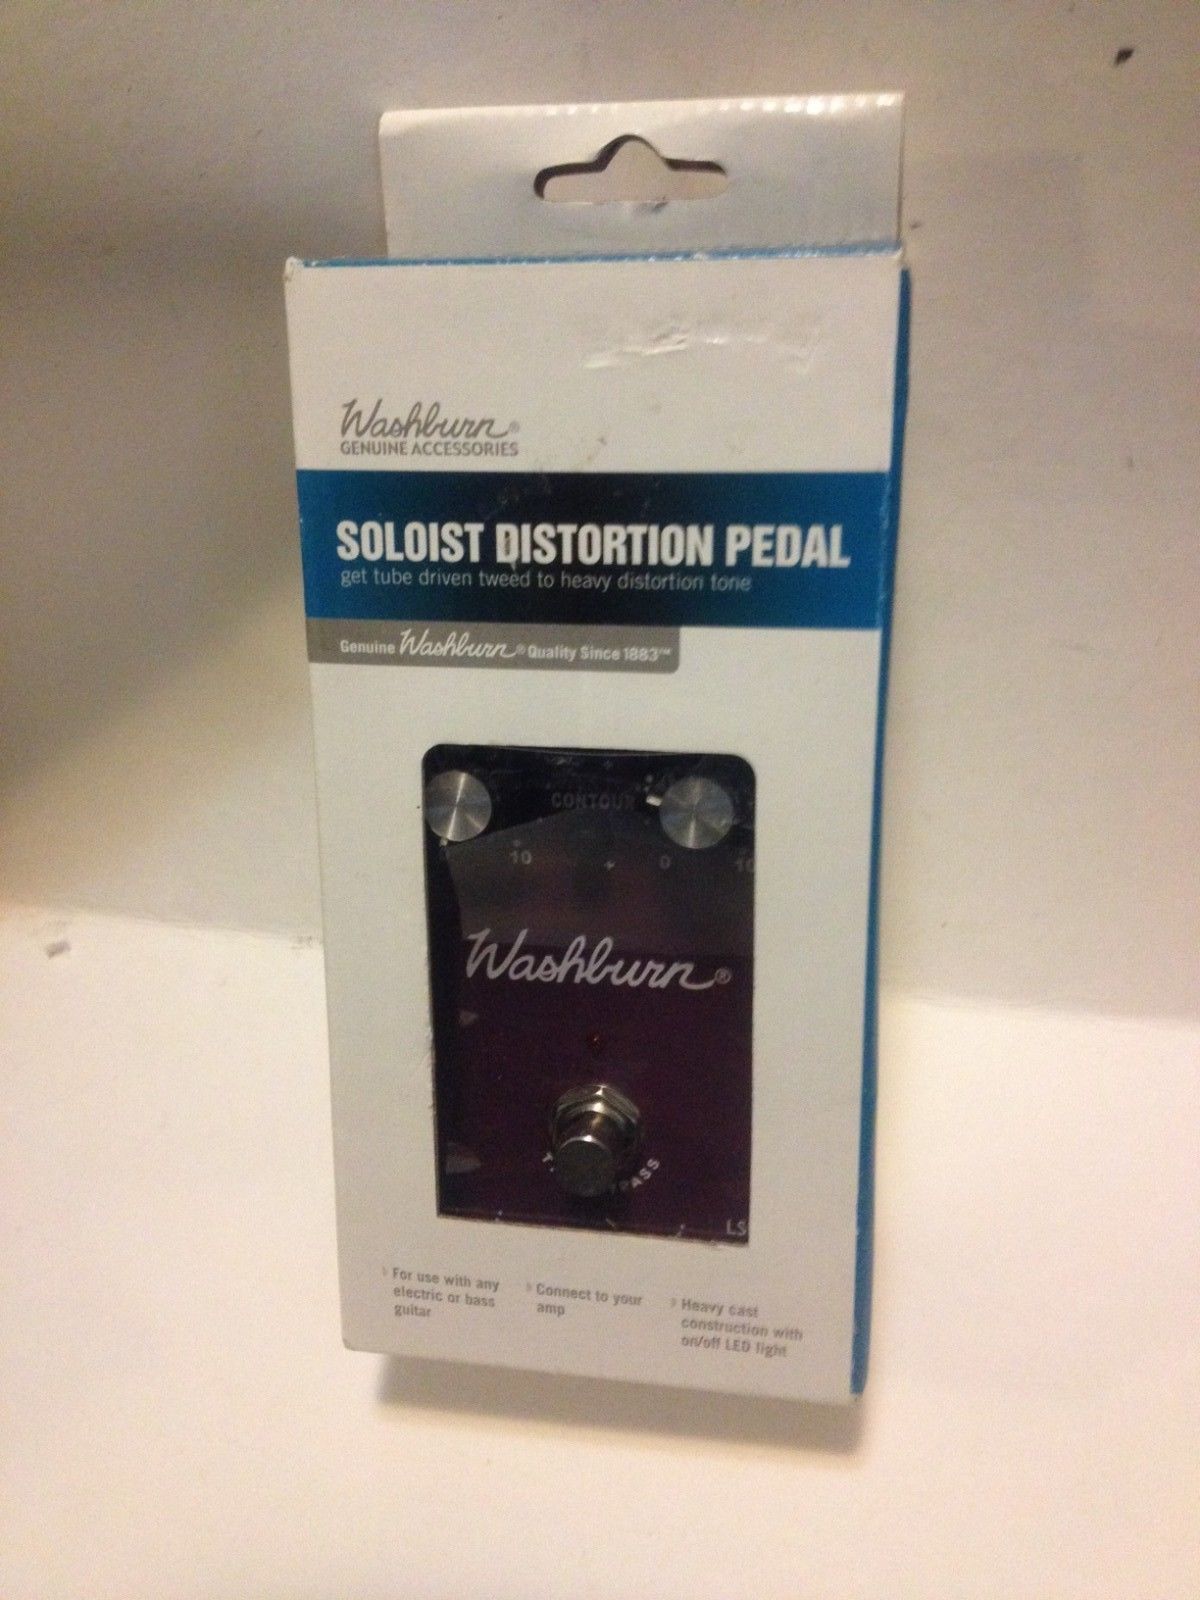 Washburn®
GENUINE ACCESSORIES
SOLOIST DISTORTION PEDAL
get tube driven tweed to heavy distortion tone
Genuine Washburn® Quality Since 1883™
CONTOUR
10 0 10
Washburn®
LS
For use with any
electric or bass
guitar
Connect to your
amp
Heavy cast
construction with
on/off LED light